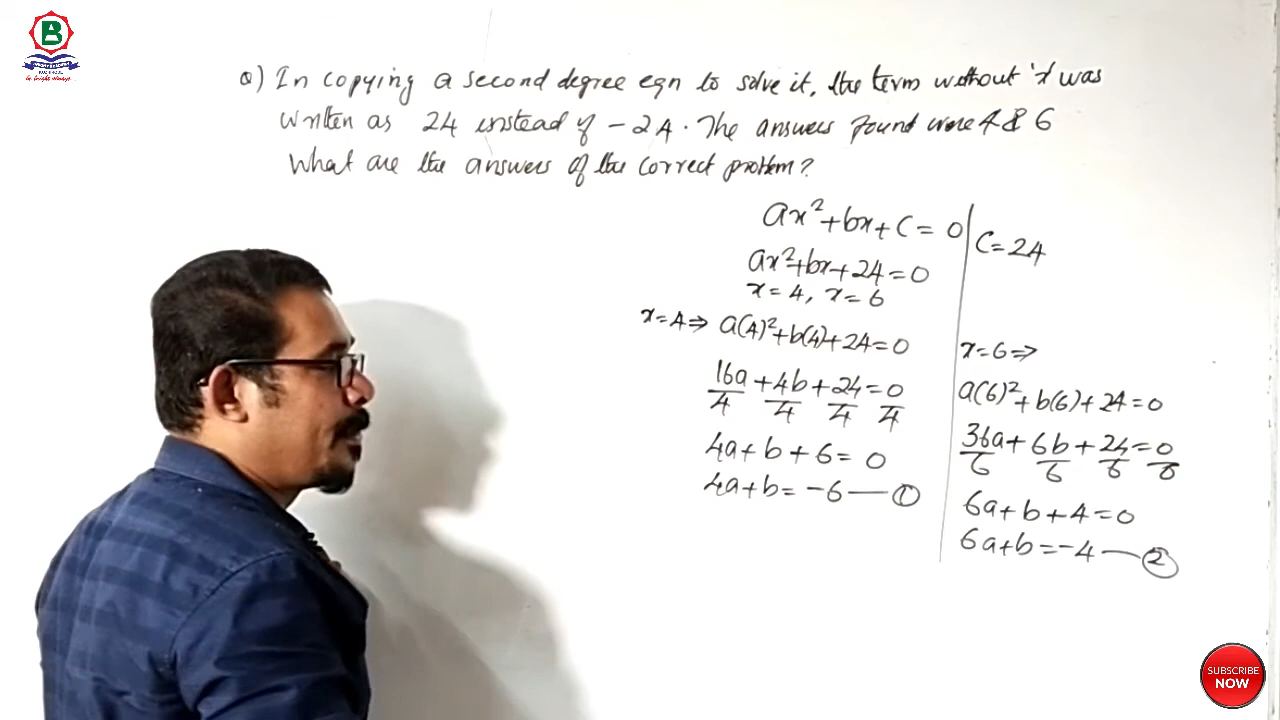 B
Q) In copying a second degree eqn to solve it, the term without 'x' was
written as 24 instead of -24. The answers found were 4 & 6
What are the answers of the correct problem?
ax²+bx+c=0
c=24
ax²+bx+24=0
x=4, x=6
x=4⇒ a(4)²+b(4)+24=0
16a/4 + 4b/4 + 24/4 = 0/4
4a+b+6=0
4a+b=-6 — ①
x=6⇒
a(6)²+b(6)+24=0
36a/6 + 6b/6 + 24/6 = 0/6
6a+b+4=0
6a+b=-4 — ②
SUBSCRIBE
NOW